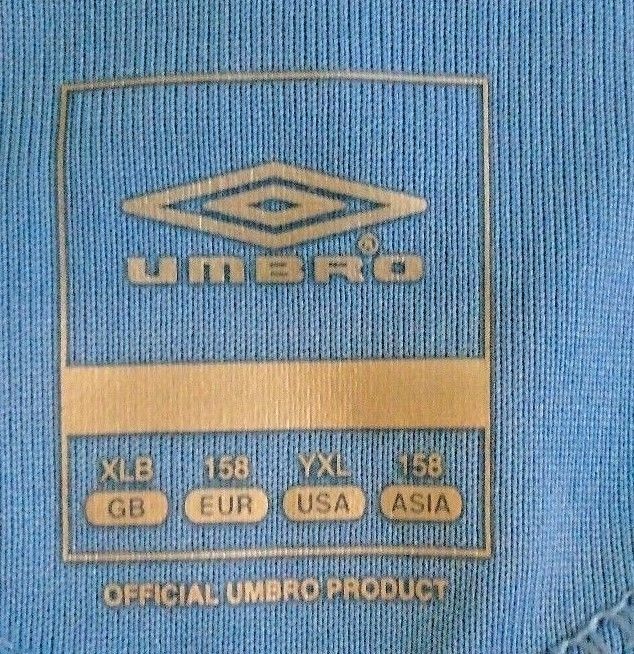 UMBRO®
XLB 158 YXL 158
GB EUR USA ASIA
OFFICIAL UMBRO PRODUCT